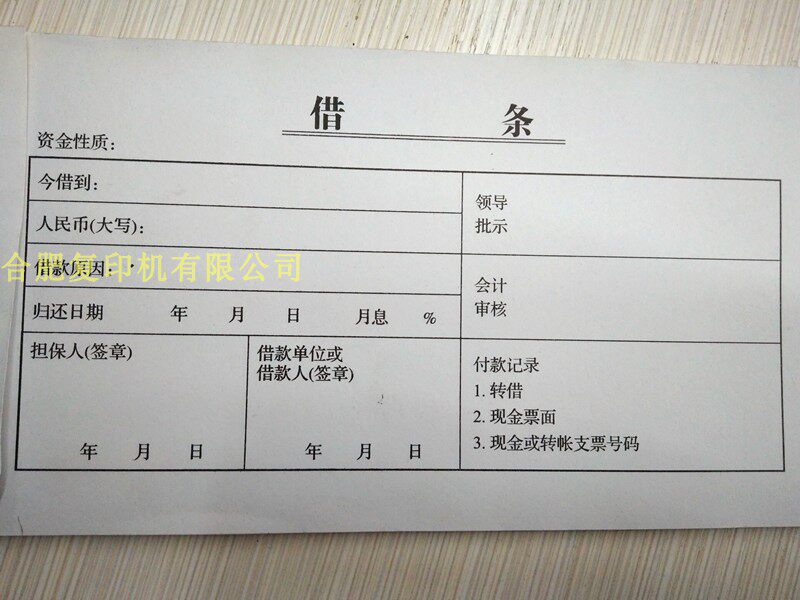 借 条
资金性质：
今借到：
人民币(大写)：
借款原因：
合肥复印机有限公司
归还日期 年 月 日 月息 %
领导
批示
会计
审核
担保人(签章)
年 月 日
借款单位或
借款人(签章)
年 月 日
付款记录
1. 转借
2. 现金票面
3. 现金或转帐支票号码